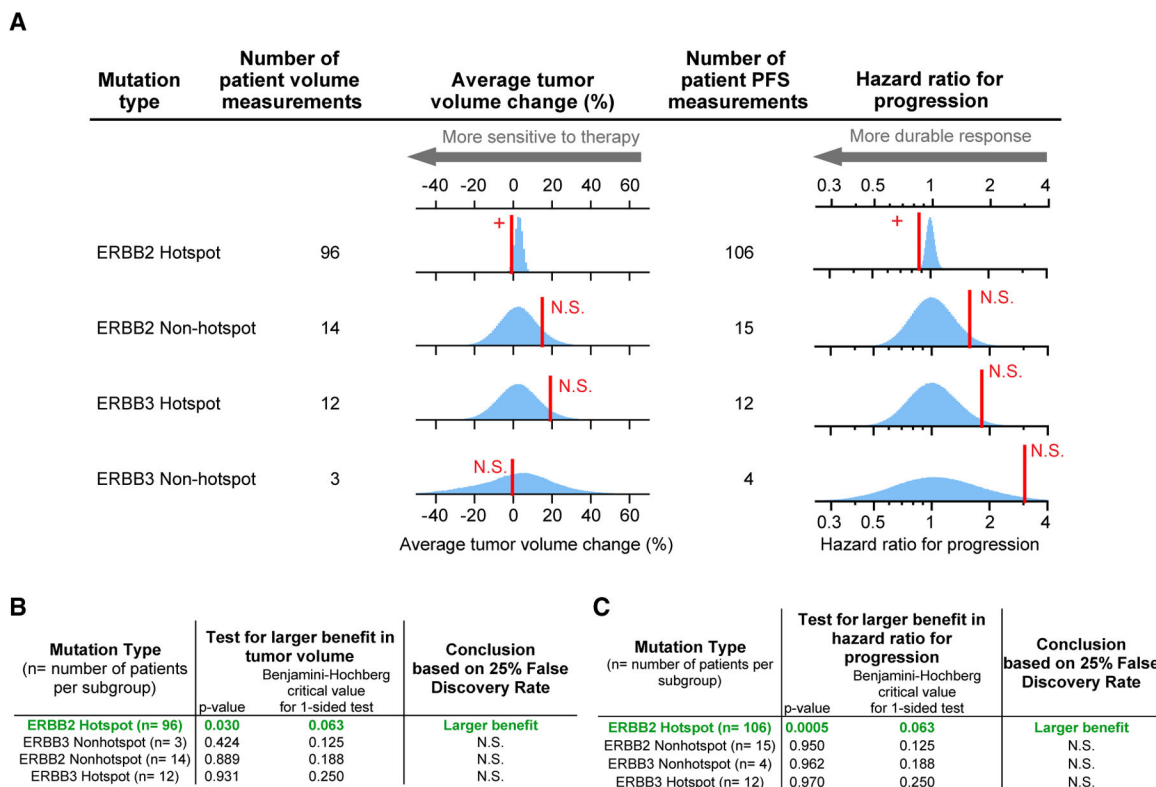 A
Mutation type
Number of patient volume measurements
Average tumor volume change (%)
Number of patient PFS measurements
Hazard ratio for progression
More sensitive to therapy
More durable response
-40 -20 0 20 40 60
0.3 0.5 1 2 4
+
+
ERBB2 Hotspot 96 106
N.S.
N.S.
ERBB2 Non-hotspot 14 15
N.S.
N.S.
ERBB3 Hotspot 12 12
N.S.
N.S.
ERBB3 Non-hotspot 3 4
-40 -20 0 20 40 60
0.3 0.5 1 2 4
Average tumor volume change (%)
Hazard ratio for progression
B
Mutation Type
(n= number of patients
per subgroup)
Test for larger benefit in
tumor volume
p-value
Benjamini-Hochberg
critical value
for 1-sided test
Conclusion
based on 25% False
Discovery Rate
ERBB2 Hotspot (n= 96) 0.030 0.063 Larger benefit
ERBB3 Nonhotspot (n= 3) 0.424 0.125 N.S.
ERBB2 Nonhotspot (n= 14) 0.889 0.188 N.S.
ERBB3 Hotspot (n= 12) 0.931 0.250 N.S.
C
Mutation Type
(n= number of patients per
subgroup)
Test for larger benefit in
hazard ratio for
progression
p-value
Benjamini-Hochberg
critical value
for 1-sided test
Conclusion
based on 25% False
Discovery Rate
ERBB2 Hotspot (n= 106) 0.0005 0.063 Larger benefit
ERBB2 Nonhotspot (n= 15) 0.950 0.125 N.S.
ERBB3 Nonhotspot (n= 4) 0.962 0.188 N.S.
ERBB3 Hotspot (n= 12) 0.970 0.250 N.S.